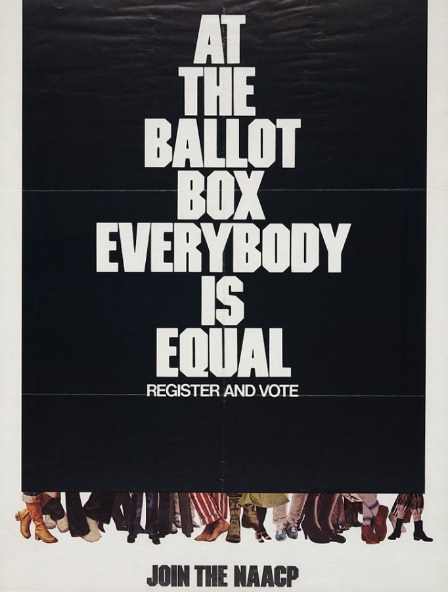 AT
THE
BALLOT
BOX
EVERYBODY
IS
EQUAL
REGISTER AND VOTE
JOIN THE NAACP